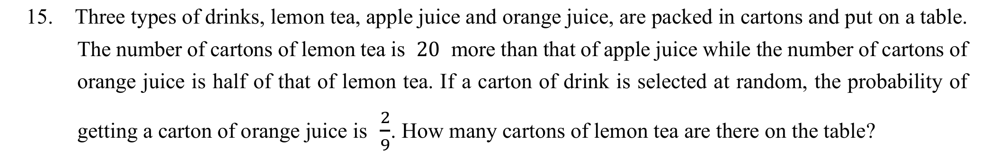 15. Three types of drinks, lemon tea, apple juice and orange juice, are packed in cartons and put on a table.
The number of cartons of lemon tea is 20 more than that of apple juice while the number of cartons of
orange juice is half of that of lemon tea. If a carton of drink is selected at random, the probability of
getting a carton of orange juice is 2/9. How many cartons of lemon tea are there on the table?